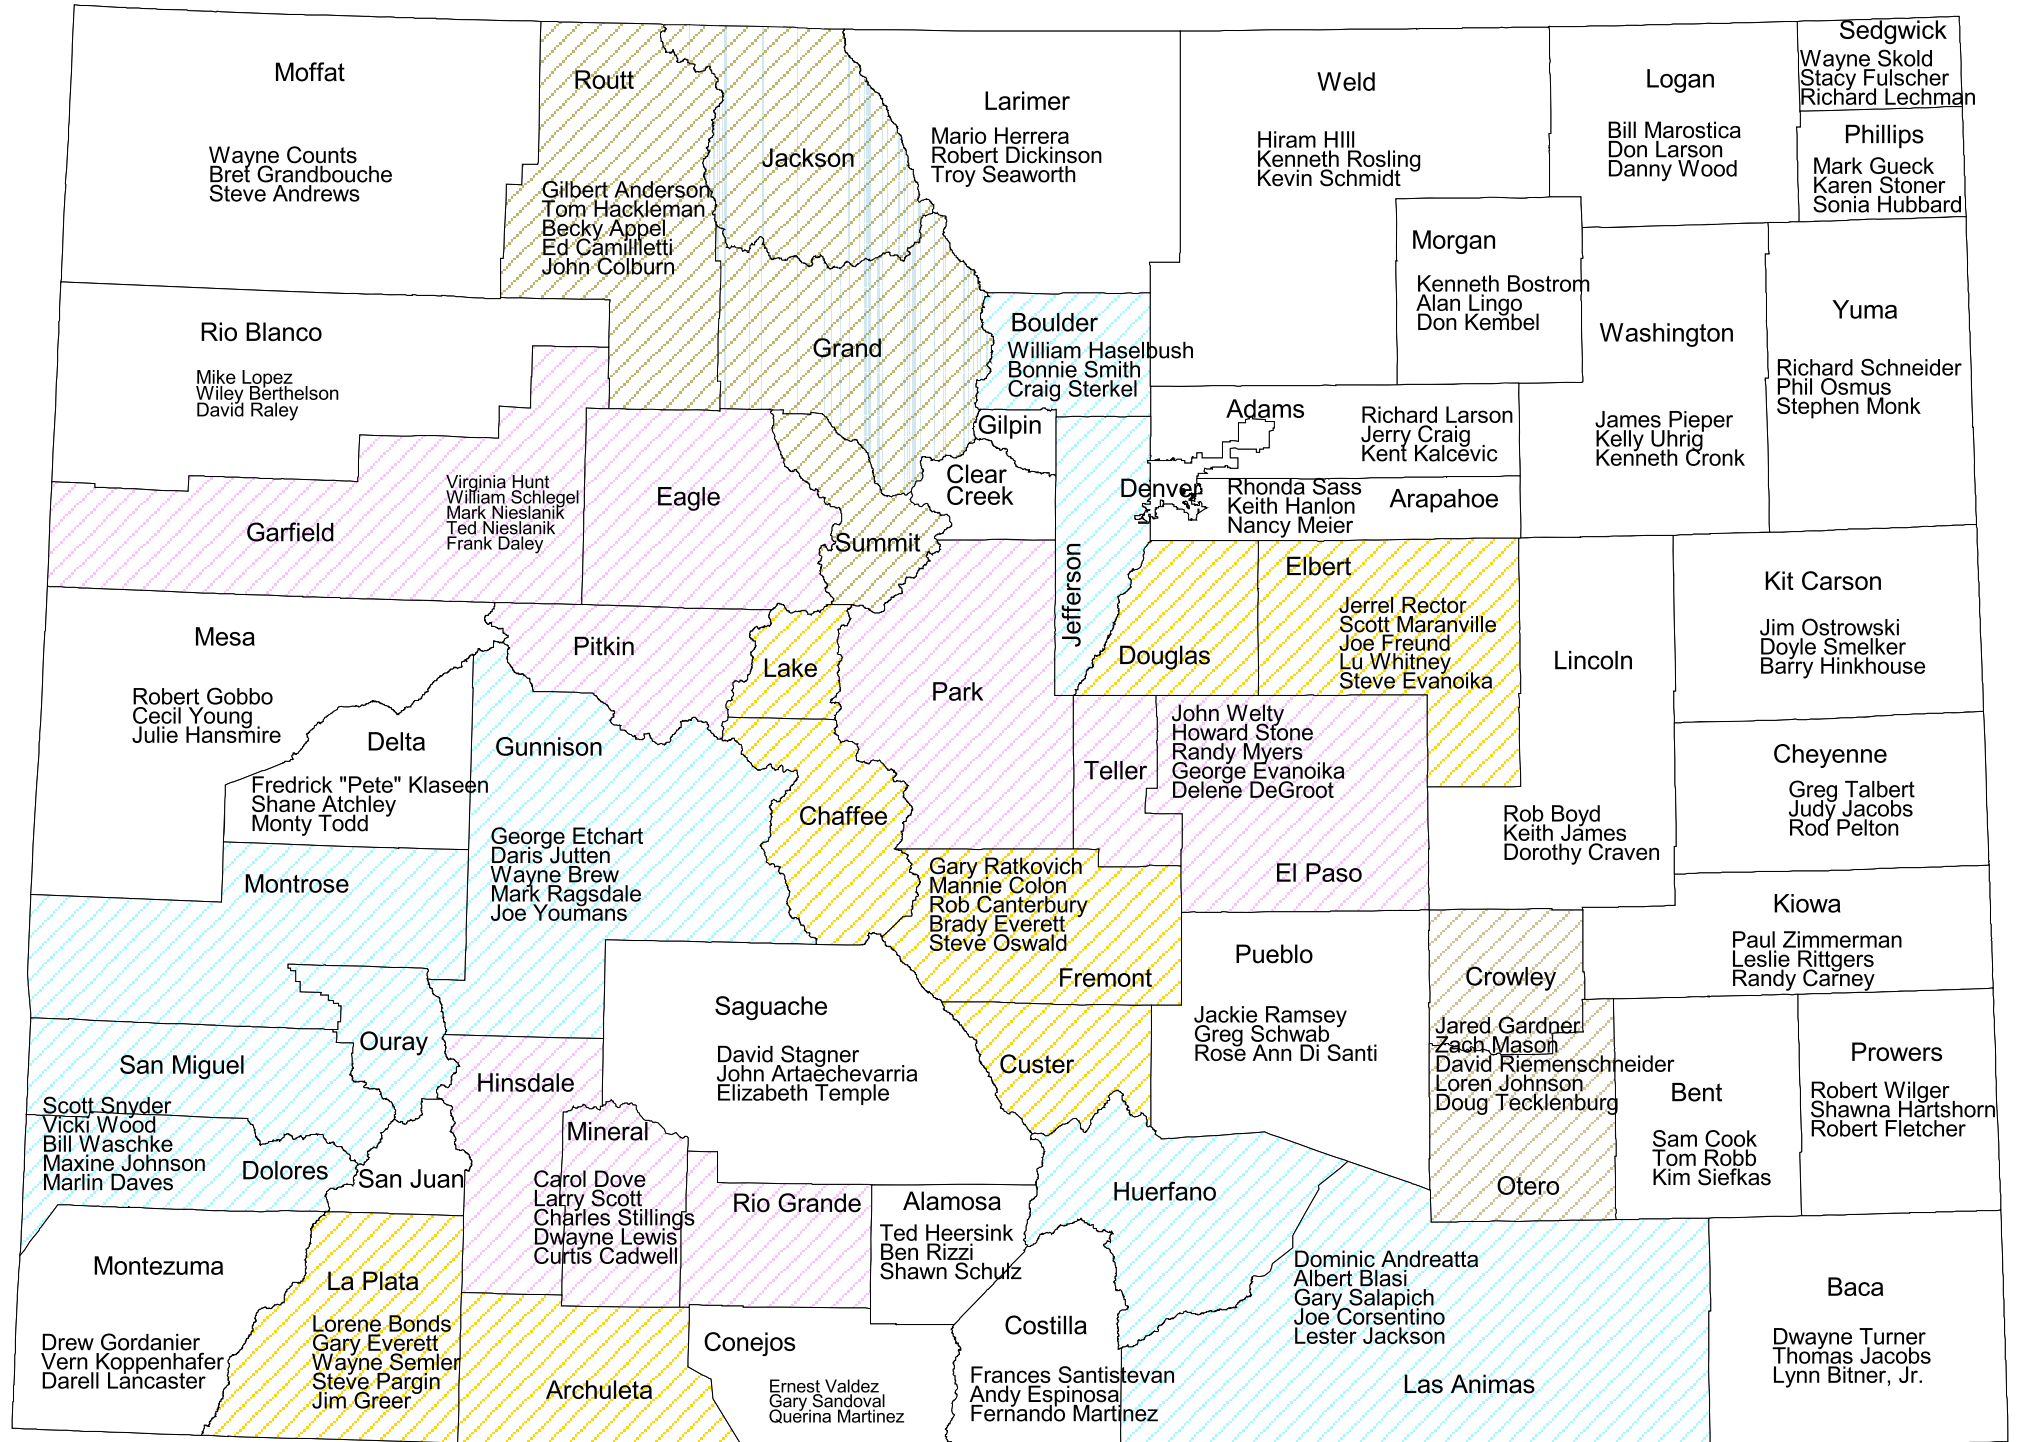 Moffat
Wayne Counts
Bret Grandbouche
Steve Andrews
Routt
Gilbert Anderson
Tom Hackleman
Becky Appel
Ed Camillletti
John Colburn
Jackson
Larimer
Mario Herrera
Robert Dickinson
Troy Seaworth
Weld
Hiram HIll
Kenneth Rosling
Kevin Schmidt
Logan
Bill Marostica
Don Larson
Danny Wood
Sedgwick
Wayne Skold
Stacy Fulscher
Richard Lechman
Phillips
Mark Gueck
Karen Stoner
Sonia Hubbard
Morgan
Kenneth Bostrom
Alan Lingo
Don Kembel
Washington
James Pieper
Kelly Uhrig
Kenneth Cronk
Yuma
Richard Schneider
Phil Osmus
Stephen Monk
Rio Blanco
Mike Lopez
Wiley Berthelson
David Raley
Grand
Boulder
William Haselbush
Bonnie Smith
Craig Sterkel
Gilpin
Clear
Creek
Adams
Richard Larson
Jerry Craig
Kent Kalcevic
Denver
Rhonda Sass
Keith Hanlon
Nancy Meier
Arapahoe
Garfield
Virginia Hunt
William Schlegel
Mark Nieslanik
Ted Nieslanik
Frank Daley
Eagle
Summit
Jefferson
Douglas
Elbert
Jerrel Rector
Scott Maranville
Joe Freund
Lu Whitney
Steve Evanoika
Lincoln
Rob Boyd
Keith James
Dorothy Craven
Kit Carson
Jim Ostrowski
Doyle Smelker
Barry Hinkhouse
Mesa
Robert Gobbo
Cecil Young
Julie Hansmire
Pitkin
Lake
Park
Delta
Fredrick "Pete" Klaseen
Shane Atchley
Monty Todd
Gunnison
George Etchart
Daris Jutten
Wayne Brew
Mark Ragsdale
Joe Youmans
Chaffee
Teller
John Welty
Howard Stone
Randy Myers
George Evanoika
Delene DeGroot
El Paso
Cheyenne
Greg Talbert
Judy Jacobs
Rod Pelton
Montrose
Gary Ratkovich
Mannie Colon
Rob Canterbury
Brady Everett
Steve Oswald
Fremont
Kiowa
Paul Zimmerman
Leslie Rittgers
Randy Carney
Pueblo
Jackie Ramsey
Greg Schwab
Rose Ann Di Santi
Crowley
Jared Gardner
Zach Mason
David Riemenschneider
Loren Johnson
Doug Tecklenburg
Otero
Saguache
David Stagner
John Artaechevarria
Elizabeth Temple
Custer
Ouray
San Miguel
Scott Snyder
Vicki Wood
Bill Waschke
Maxine Johnson
Marlin Daves
Dolores
San Juan
Hinsdale
Mineral
Carol Dove
Larry Scott
Charles Stillings
Dwayne Lewis
Curtis Cadwell
Rio Grande
Alamosa
Ted Heersink
Ben Rizzi
Shawn Schulz
Huerfano
Bent
Sam Cook
Tom Robb
Kim Siefkas
Prowers
Robert Wilger
Shawna Hartshorn
Robert Fletcher
Montezuma
Drew Gordanier
Vern Koppenhafer
Darell Lancaster
La Plata
Lorene Bonds
Gary Everett
Wayne Semler
Steve Pargin
Jim Greer
Archuleta
Conejos
Ernest Valdez
Gary Sandoval
Querina Martinez
Costilla
Frances Santistevan
Andy Espinosa
Fernando Martinez
Dominic Andreatta
Albert Blasi
Gary Salapich
Joe Corsentino
Lester Jackson
Las Animas
Baca
Dwayne Turner
Thomas Jacobs
Lynn Bitner, Jr.